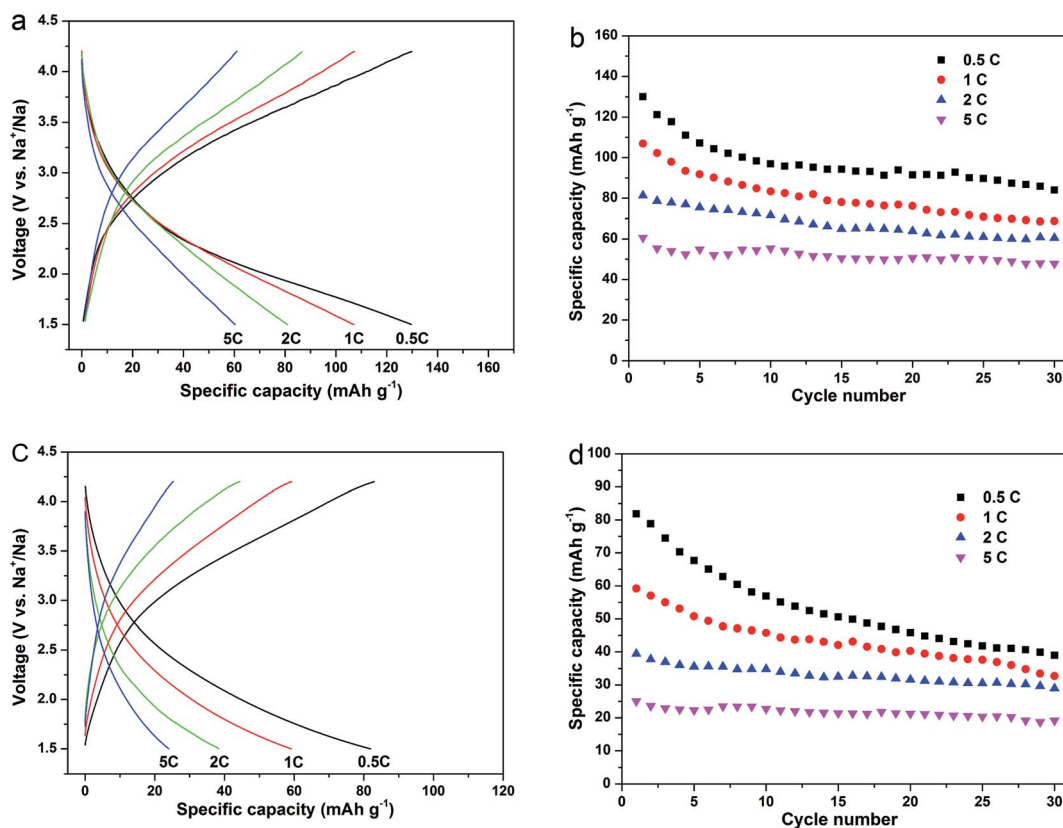 a
4.5
4.0
3.5
3.0
2.5
2.0
1.5
Voltage (V vs. Na⁺/Na)
5C 2C 1C 0.5C
0 20 40 60 80 100 120 140 160
Specific capacity (mAh g⁻¹)
b
160
140
120
100
80
60
40
20
0
Specific capacity (mAh g⁻¹)
0.5 C
1 C
2 C
5 C
0 5 10 15 20 25 30
Cycle number
C
4.5
4.0
3.5
3.0
2.5
2.0
1.5
Voltage (V vs. Na⁺/Na)
5C 2C 1C 0.5C
0 20 40 60 80 100 120
Specific capacity (mAh g⁻¹)
d
100
90
80
70
60
50
40
30
20
10
0
Specific capacity (mAh g⁻¹)
0.5 C
1 C
2 C
5 C
0 5 10 15 20 25 30
Cycle number